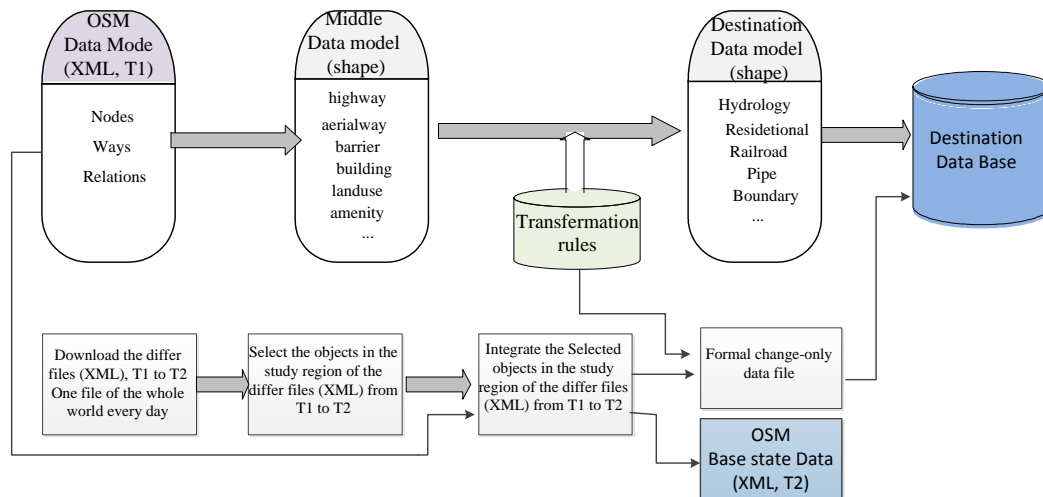 OSM
Data Mode
(XML, T1)
Nodes
Ways
Relations
Middle
Data model
(shape)
highway
aerialway
barrier
building
landuse
amenity
...
Destination
Data model
(shape)
Hydrology
Residetional
Railroad
Pipe
Boundary
...
Destination
Data Base
Transfermation
rules
Download the differ
files (XML), T1 to T2
One file of the whole
world every day
Select the objects in the
study region of the
differ files (XML) from
T1 to T2
Integrate the Selected
objects in the study
region of the differ files
(XML) from T1 to T2
Formal change-only
data file
OSM
Base state Data
(XML, T2)